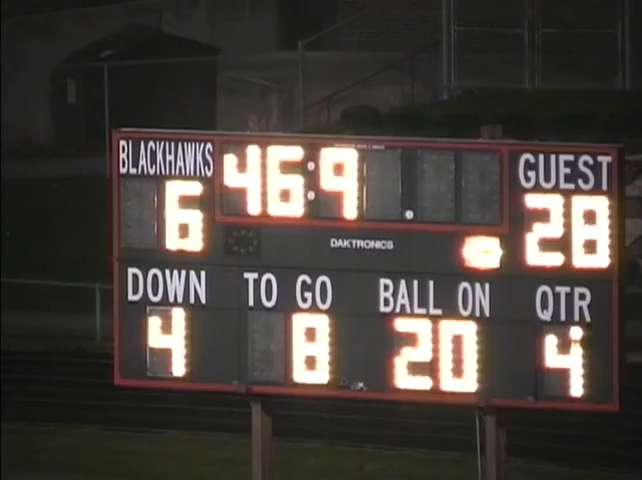 BLACKHAWKS 46:9 GUEST
6 28
DAKTRONICS
DOWN TO GO BALL ON QTR
4 8 20 4